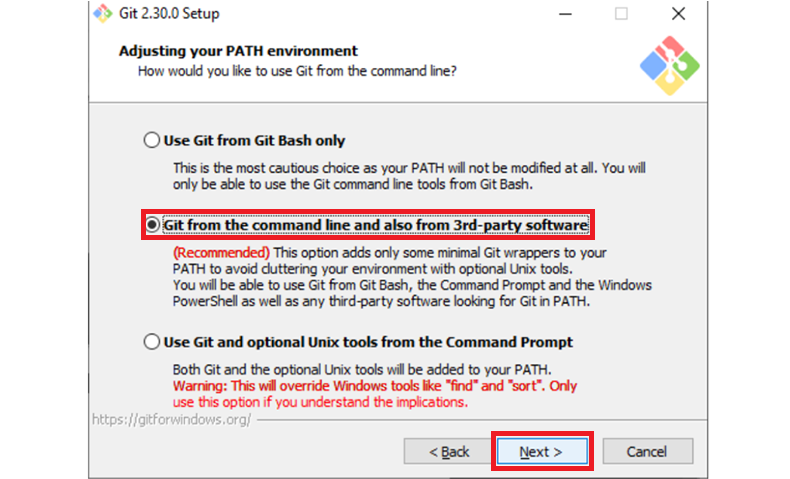 Git 2.30.0 Setup
Adjusting your PATH environment
How would you like to use Git from the command line?
Use Git from Git Bash only
This is the most cautious choice as your PATH will not be modified at all. You will
only be able to use the Git command line tools from Git Bash.
Git from the command line and also from 3rd-party software
(Recommended) This option adds only some minimal Git wrappers to your
PATH to avoid cluttering your environment with optional Unix tools.
You will be able to use Git from Git Bash, the Command Prompt and the Windows
PowerShell as well as any third-party software looking for Git in PATH.
Use Git and optional Unix tools from the Command Prompt
Both Git and the optional Unix tools will be added to your PATH.
Warning: This will override Windows tools like "find" and "sort". Only
use this option if you understand the implications.
https://gitforwindows.org/
< Back Next > Cancel